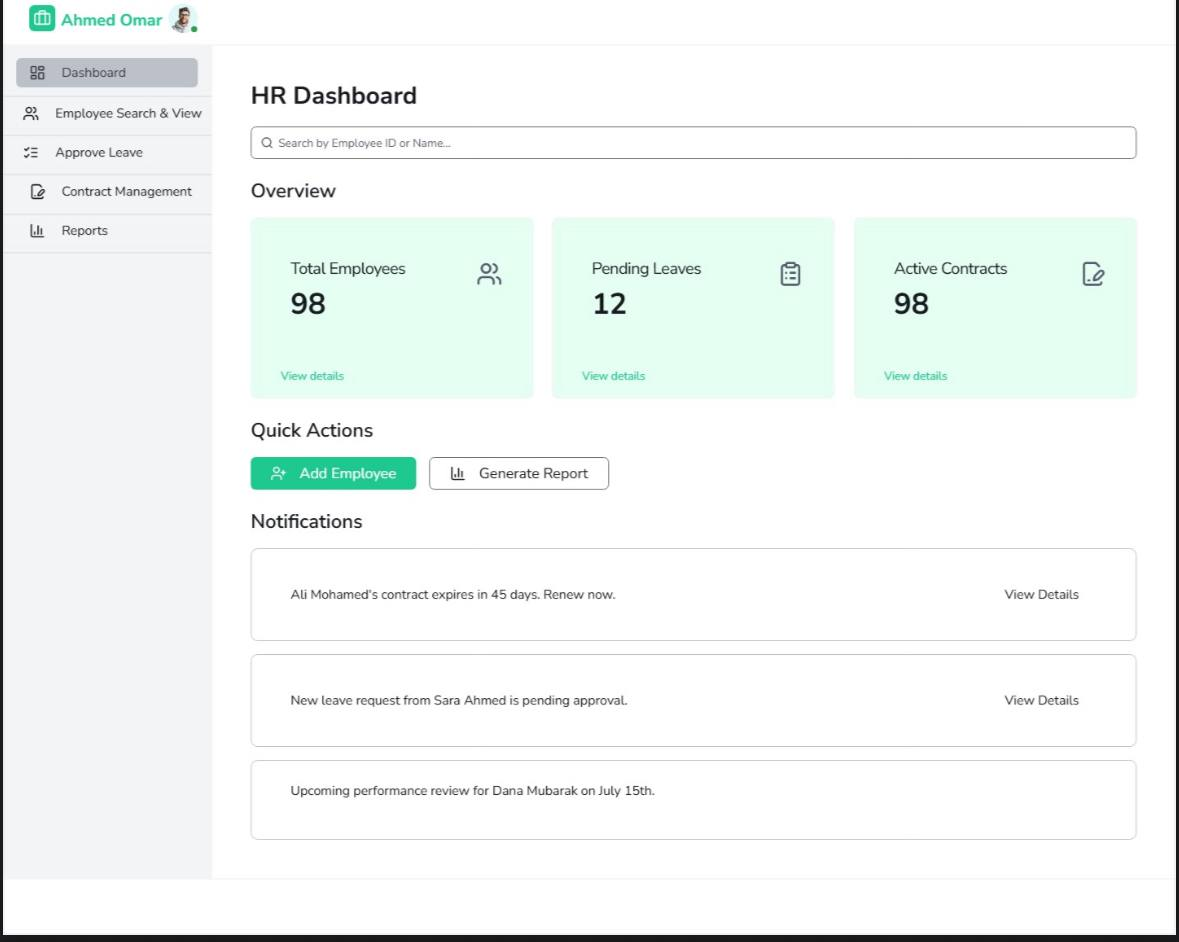 Ahmed Omar
Dashboard
Employee Search & View
Approve Leave
Contract Management
Reports
HR Dashboard
Search by Employee ID or Name...
Overview
Total Employees
98
View details
Pending Leaves
12
View details
Active Contracts
98
View details
Quick Actions
Add Employee
Generate Report
Notifications
Ali Mohamed's contract expires in 45 days. Renew now.
View Details
New leave request from Sara Ahmed is pending approval.
View Details
Upcoming performance review for Dana Mubarak on July 15th.